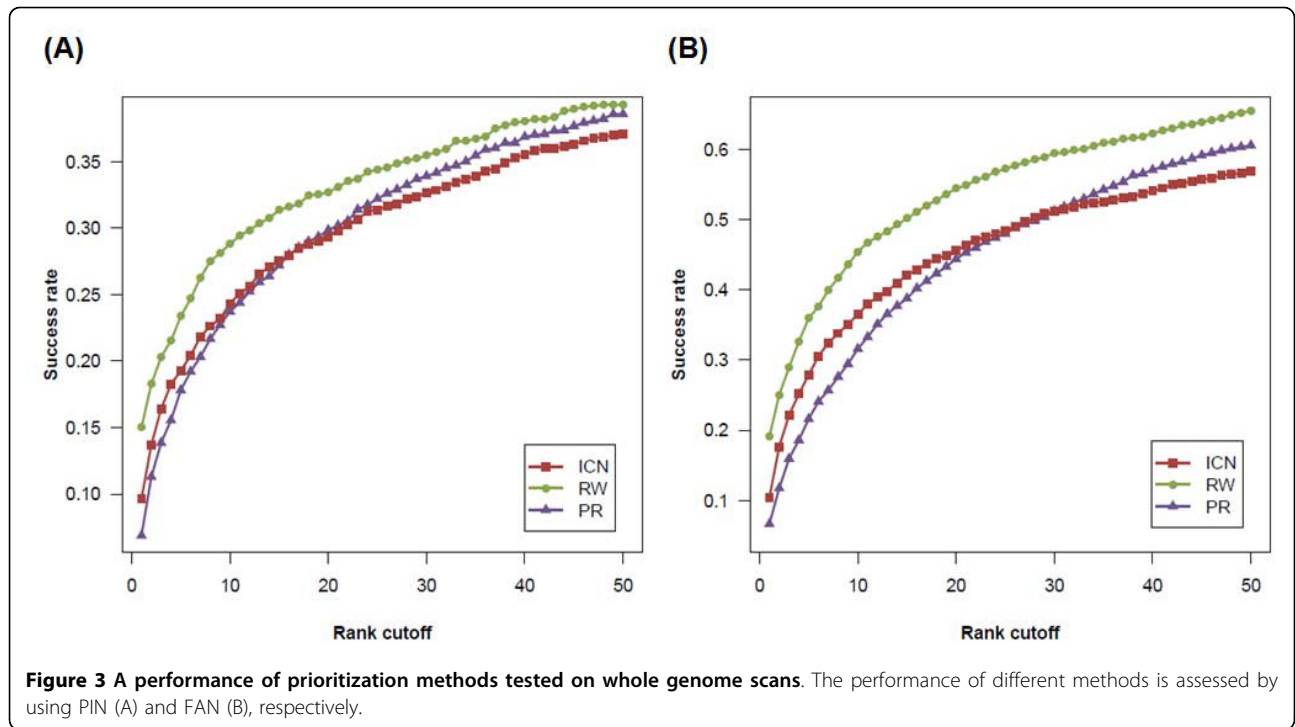 (A)
Success rate
0.35
0.30
0.25
0.20
0.15
0.10
0 10 20 30 40 50
Rank cutoff
ICN
RW
PR
(B)
Success rate
0.6
0.5
0.4
0.3
0.2
0.1
0 10 20 30 40 50
Rank cutoff
ICN
RW
PR
Figure 3 A performance of prioritization methods tested on whole genome scans. The performance of different methods is assessed by
using PIN (A) and FAN (B), respectively.